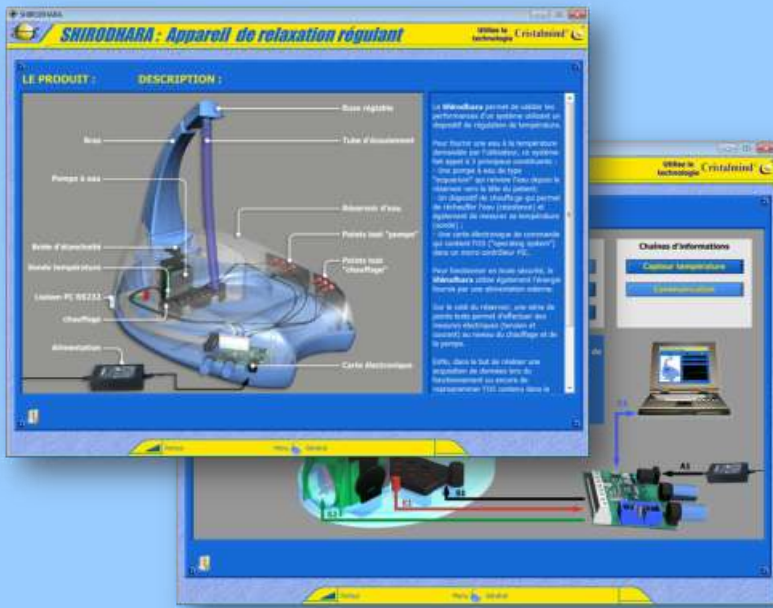 SHIRODHARA
SHIRODHARA : Appareil de relaxation régulant
Utilise la
technologie Cristalmind
LE PRODUIT :
DESCRIPTION :
Base réglable
Bras
Tube d'écoulement
Pompe à eau
Réservoir d'eau
Points test "pompe"
Boite d'étanchéité
Points test
"chauffage"
Sonde température
Liaison PC RS232
chauffage
Alimentation
Carte électronique
Le Shirodhara permet de valider les
performances d'un système utilisant un
dispositif de régulation de température.
Pour fournir une eau à la température
demandée par l'utilisateur, ce système
fait appel à 3 principaux constituants :
- Une pompe à eau de type
"aquarium" qui relève l'eau depuis le
réservoir vers la tête du patient;
- Un dispositif de chauffage qui permet
de réchauffer l'eau (résistance) et
également de mesurer sa température
(sonde) ;
- Une carte électronique de commande
qui contient l'OS ("operating system")
dans un micro contrôleur PIC.
Pour fonctionner en toute sécurité, le
Shirodhara utilise également l'énergie
fournie par une alimentation externe.
Sur le coté du réservoir, une série de
points tests permet d'effectuer des
mesures électriques (tension et
courant) au niveau du chauffage et de
la pompe.
Enfin, dans le but de réaliser une
acquisition de données lors du
fonctionnement ou encore de
reprogrammer l'OS contenu dans le
Retour
Menu Général
Utilise la
technologie Cristalmind
Chaînes d'informations
Capteur température
Communication
de
A1
Retour
Menu Général